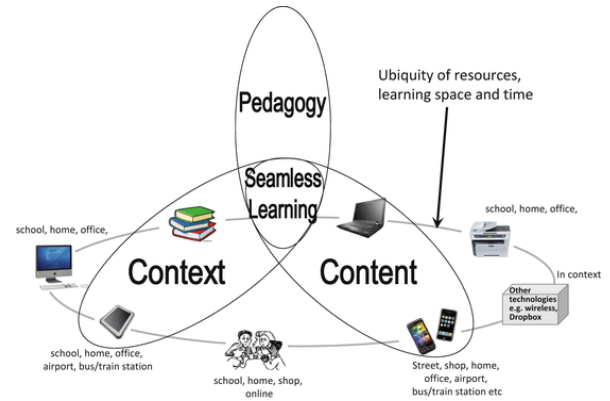 Pedagogy
Ubiquity of resources,
learning space and time
Seamless
Learning
school, home, office,
school, home, office,
Context
Content
In context
Other
technologies
e.g. wireless,
Dropbox
school, home, office,
airport, bus/train station
school, home, shop,
online
Street, shop, home,
office, airport,
bus/train station etc